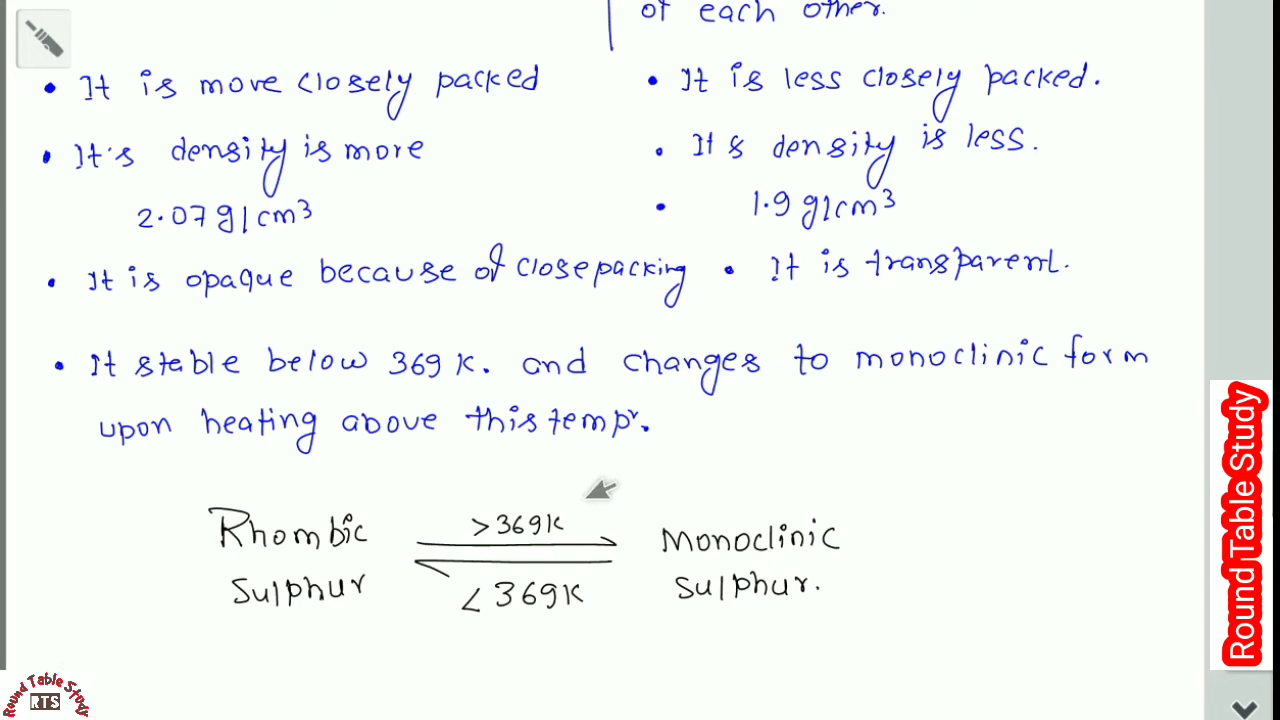 of each other.
• It is more closely packed
• It is less closely packed.
• It's density is more
• Its density is less.
2.07 g/cm³
• 1.9 g/cm³
• It is opaque because of close packing
• It is transparent.
• It stable below 369 K. and changes to monoclinic form
upon heating above this tempr.
Rhombic
Sulphur
>369K
<369K
Monoclinic
Sulphur.
Round Table Study
Round Table Study
RTS